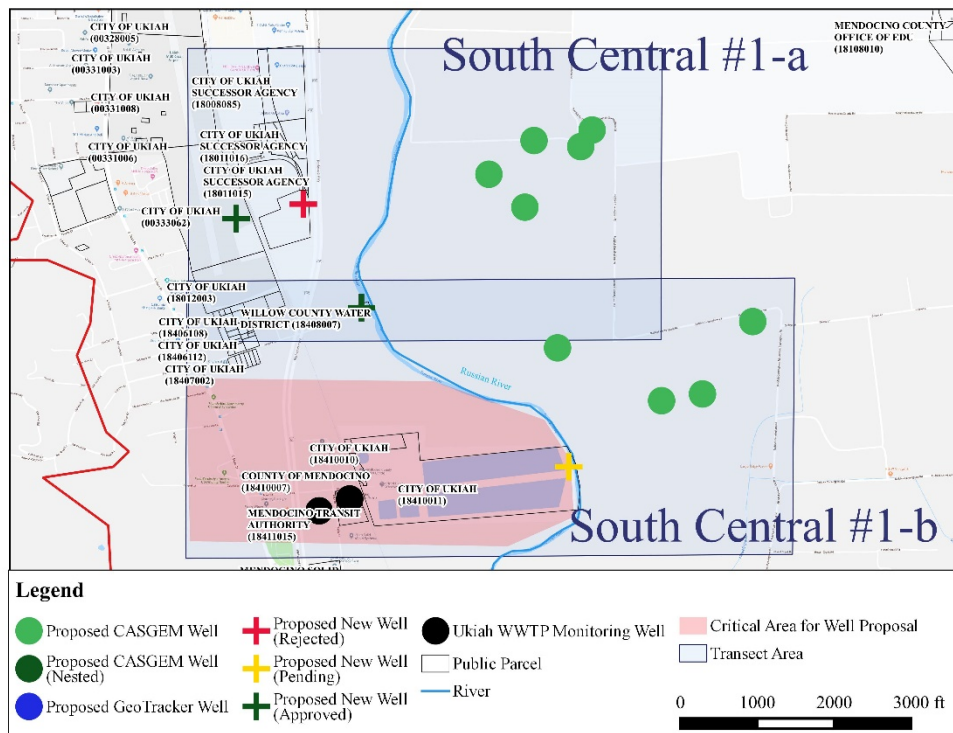 CITY OF UKIAH
(00328005)
MENDOCINO COUNTY
OFFICE OF EDU
(18108010)
South Central #1-a
CITY OF UKIAH
(00331003)
CITY OF UKIAH
SUCCESSOR AGENCY
(18008085)
CITY OF UKIAH
(00331008)
CITY OF UKIAH
(00331006)
CITY OF UKIAH
SUCCESSOR AGENCY
(18011016)
CITY OF UKIAH
SUCCESSOR AGENCY
(18011015)
CITY OF UKIAH
(00333062)
CITY OF UKIAH
(18012003)
WILLOW COUNTY WATER
DISTRICT (18408007)
CITY OF UKIAH
(18406108)
CITY OF UKIAH
(18406112)
CITY OF UKIAH
(18407002)
Russian River
CITY OF UKIAH
(18410010)
COUNTY OF MENDOCINO
(18410007)
CITY OF UKIAH
(18410011)
MENDOCINO TRANSIT
AUTHORITY
(18411015)
South Central #1-b
Legend
Proposed CASGEM Well
Proposed CASGEM Well
(Nested)
Proposed GeoTracker Well
Proposed New Well
(Rejected)
Proposed New Well
(Pending)
Proposed New Well
(Approved)
Ukiah WWTP Monitoring Well
Public Parcel
River
Critical Area for Well Proposal
Transect Area
0 1000 2000 3000 ft